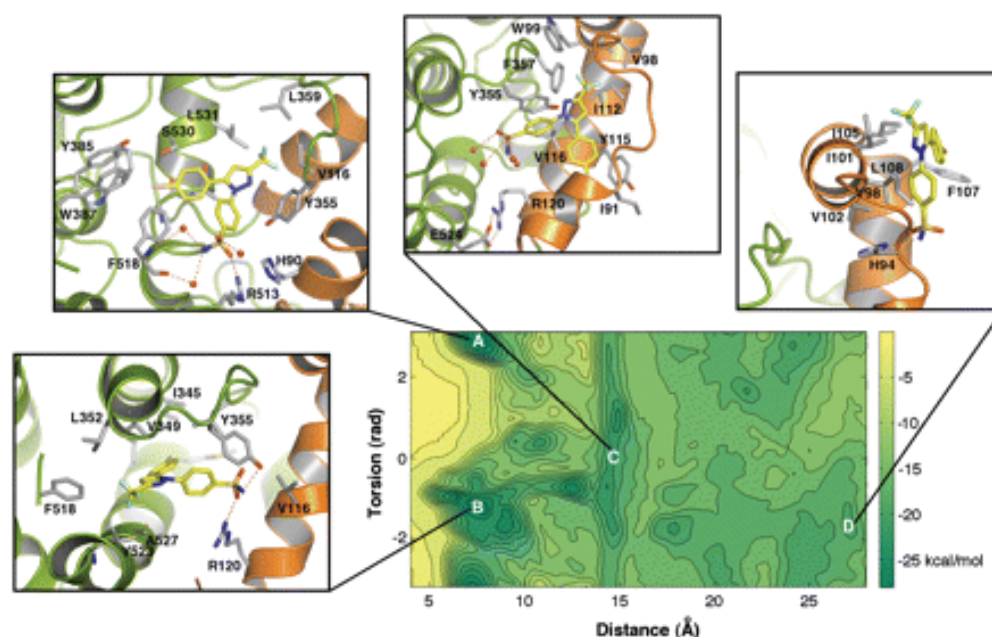 W99
V98
F357
Y355
I112
Y115
V116
I91
R120
E524
L359
L531
S530
Y385
W387
V116
Y355
F518
H90
R513
I105
I101
L108
V98
F107
V102
H94
I345
L352
Y355
V349
F518
V116
A527
V523
R120
A
B
C
D
2
0
-2
Torsion (rad)
5
10
15
20
25
Distance (Å)
-5
-10
-15
-20
-25 kcal/mol